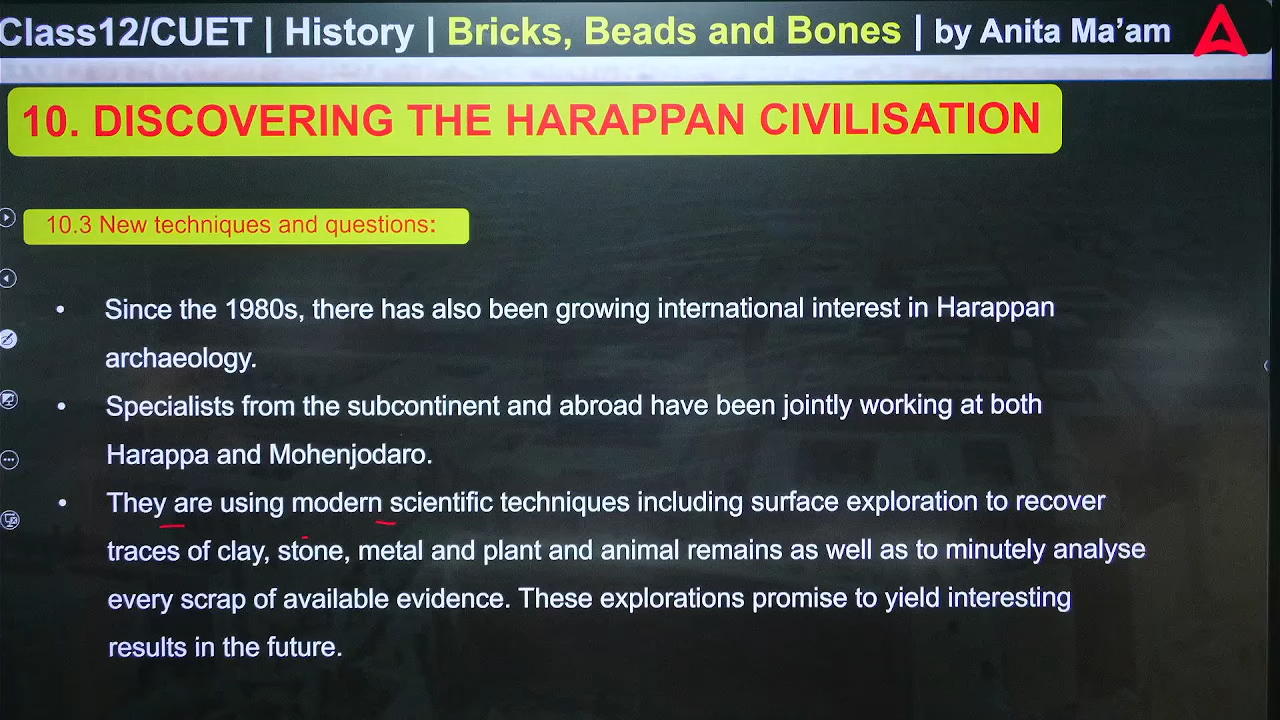 Class12/CUET | History | Bricks, Beads and Bones | by Anita Ma’am
10. DISCOVERING THE HARAPPAN CIVILISATION
10.3 New techniques and questions:
• Since the 1980s, there has also been growing international interest in Harappan
archaeology.
• Specialists from the subcontinent and abroad have been jointly working at both
Harappa and Mohenjodaro.
• They are using modern scientific techniques including surface exploration to recover
traces of clay, stone, metal and plant and animal remains as well as to minutely analyse
every scrap of available evidence. These explorations promise to yield interesting
results in the future.